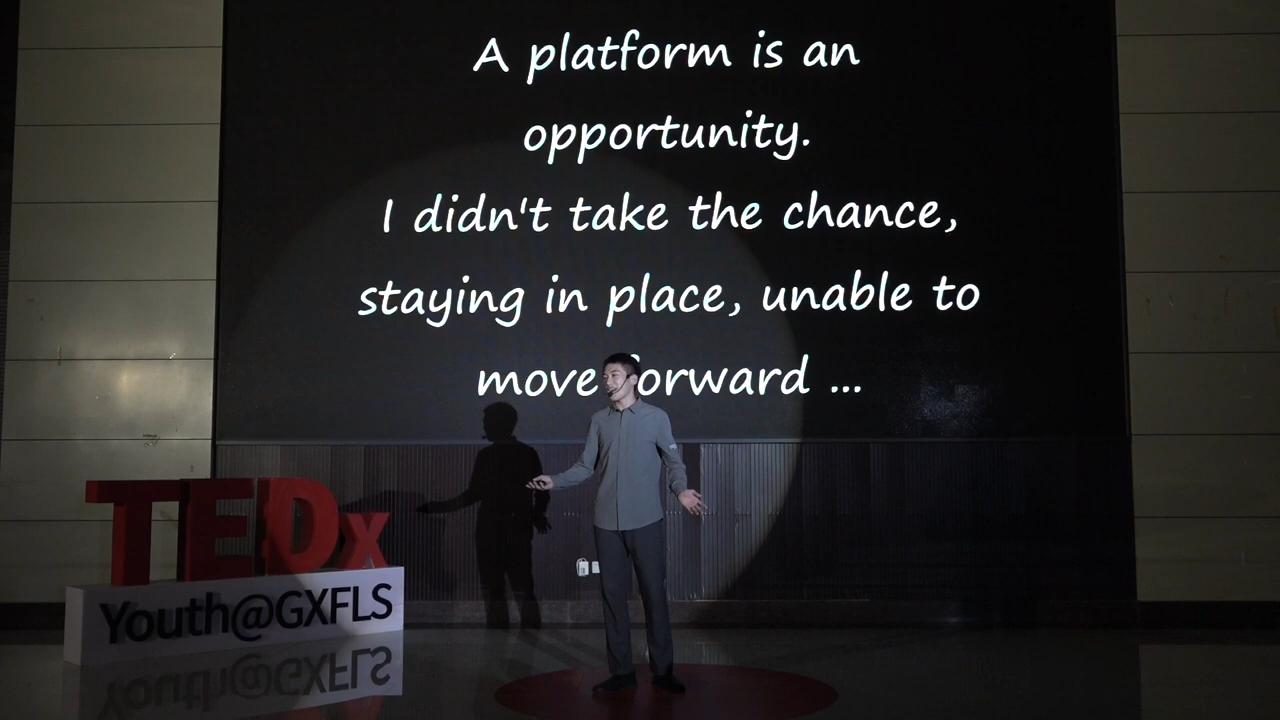 A platform is an
opportunity.
I didn't take the chance,
staying in place, unable to
move forward ...
TEDx
Youth@GXFLS